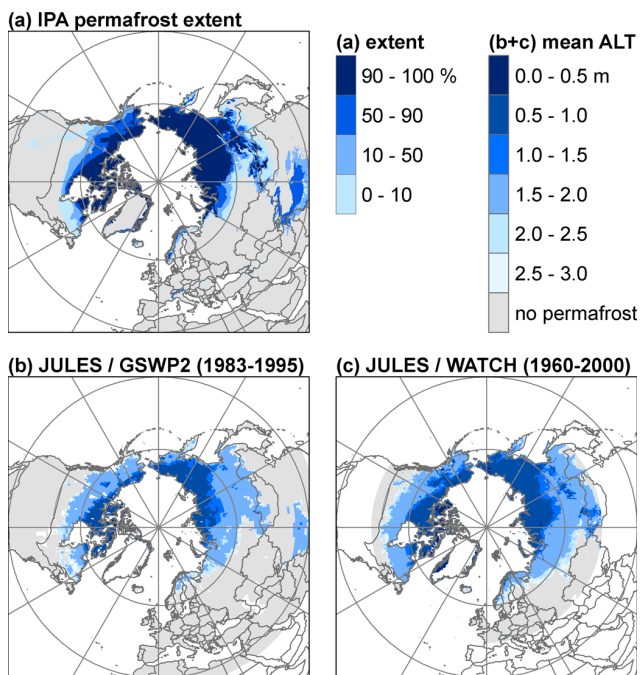 (a) IPA permafrost extent
(a) extent
90 - 100 %
50 - 90
10 - 50
0 - 10
(b+c) mean ALT
0.0 - 0.5 m
0.5 - 1.0
1.0 - 1.5
1.5 - 2.0
2.0 - 2.5
2.5 - 3.0
no permafrost
(b) JULES / GSWP2 (1983-1995)
(c) JULES / WATCH (1960-2000)